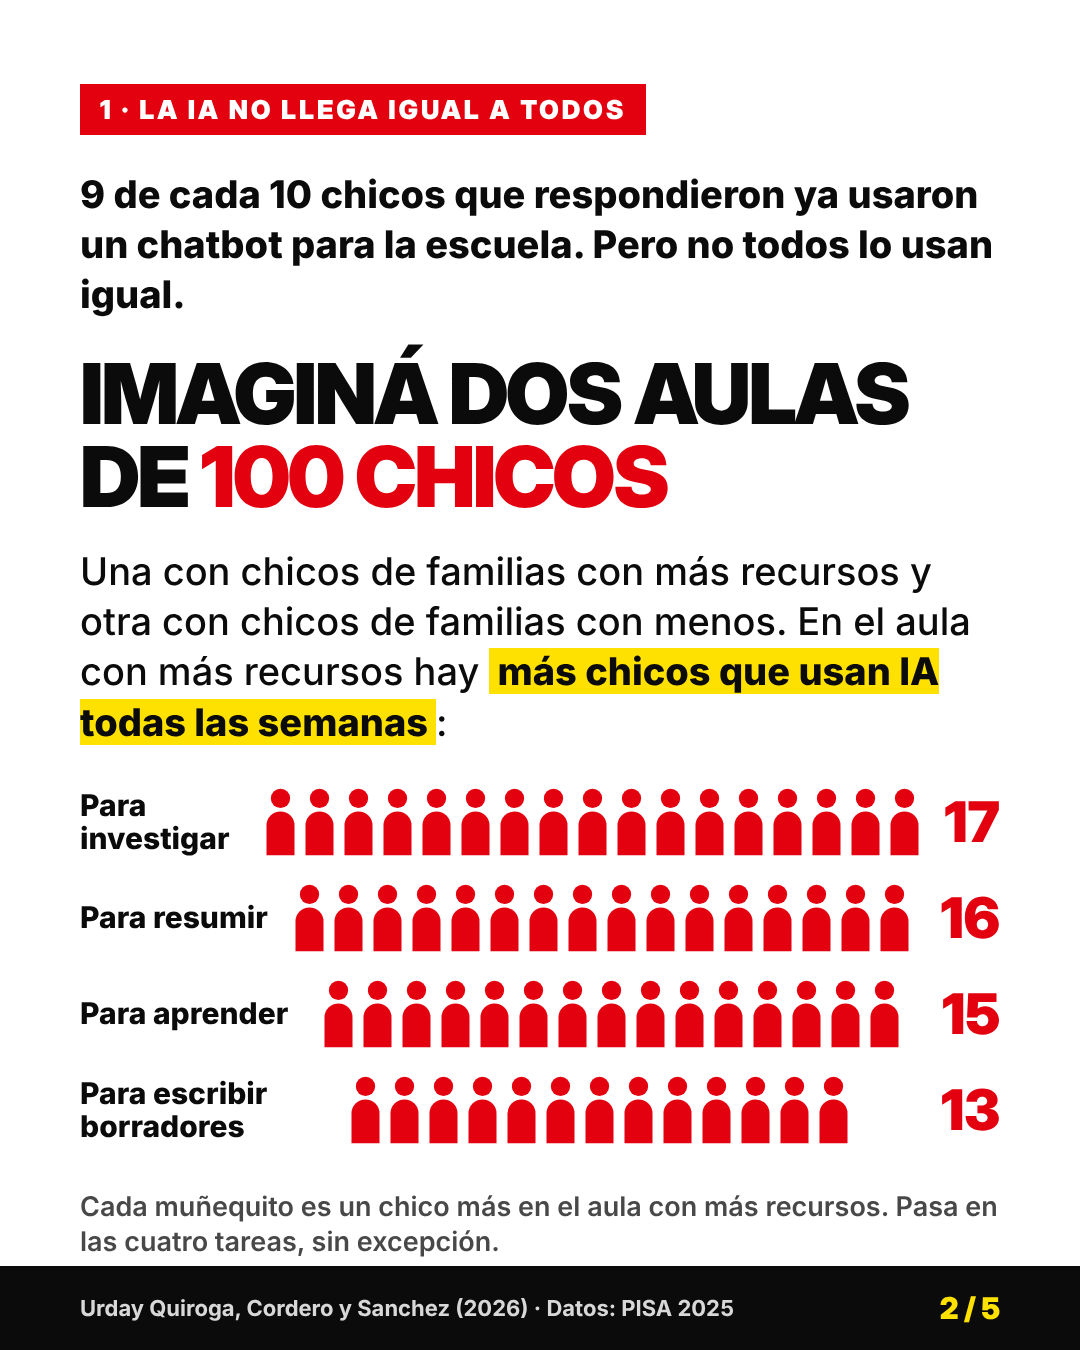 1 · LA IA NO LLEGA IGUAL A TODOS
9 de cada 10 chicos que respondieron ya usaron
un chatbot para la escuela. Pero no todos lo usan
igual.
IMAGINÁ DOS AULAS
DE 100 CHICOS
Una con chicos de familias con más recursos y
otra con chicos de familias con menos. En el aula
con más recursos hay más chicos que usan IA
todas las semanas :
Para
investigar
17
Para resumir
16
Para aprender
15
Para escribir
borradores
13
Cada muñequito es un chico más en el aula con más recursos. Pasa en
las cuatro tareas, sin excepción.
Urday Quiroga, Cordero y Sanchez (2026) · Datos: PISA 2025
2 / 5